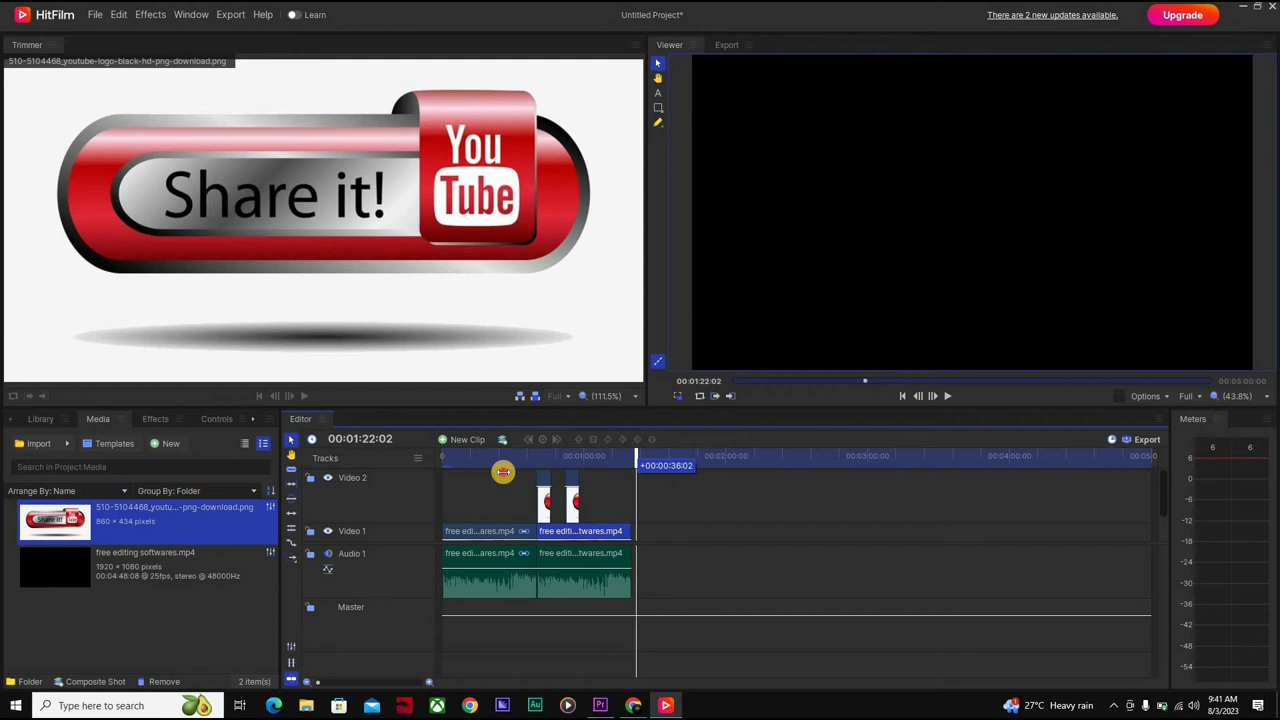 HitFilm File Edit Effects Window Export Help Learn Untitled Project* There are 2 new updates available. Upgrade
Trimmer
510-5104468_youtube-logo-black-hd-png-download.png
Share it!
You
Tube
Full (111.5%)
Viewer Export
00:01:22:02 00:05:00:00
Options Full (43.8%)
Library Media Effects Controls
Import Templates New
Search in Project Media
Arrange By: Name Group By: Folder
510-5104468_youtu...-png-download.png
860 × 434 pixels
free editing softwares.mp4
1920 × 1080 pixels
00:04:48:08 @ 25fps, stereo @ 48000Hz
Folder Composite Shot Remove 2 item(s)
Editor
00:01:22:02 New Clip Export
Tracks 0 00:01:00:00 +00:00:36:02 00:02:00:00 00:03:00:00 00:04:00:00 00:05:0
Video 2
Video 1 free edi...ares.mp4 free editi...twares.mp4
Audio 1 free edi...ares.mp4 free editi...twares.mp4
Master
Meters
6 6
0
-6
-12
-18
-24
-30
-36
-42
-48
-54
Type here to search
27°C Heavy rain
9:41 AM
8/3/2023